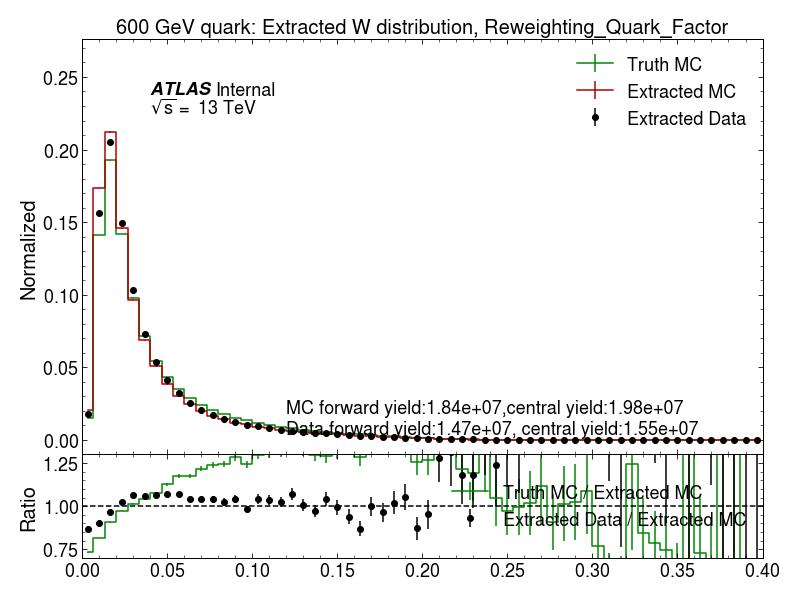 600 GeV quark: Extracted W distribution, Reweighting_Quark_Factor
ATLAS Internal
√s = 13 TeV
Truth MC
Extracted MC
Extracted Data
Normalized
0.25
0.20
0.15
0.10
0.05
0.00
MC forward yield:1.84e+07,central yield:1.98e+07
Data forward yield:1.47e+07, central yield:1.55e+07
Ratio
1.25
1.00
0.75
Truth MC / Extracted MC
Extracted Data / Extracted MC
0.00 0.05 0.10 0.15 0.20 0.25 0.30 0.35 0.40